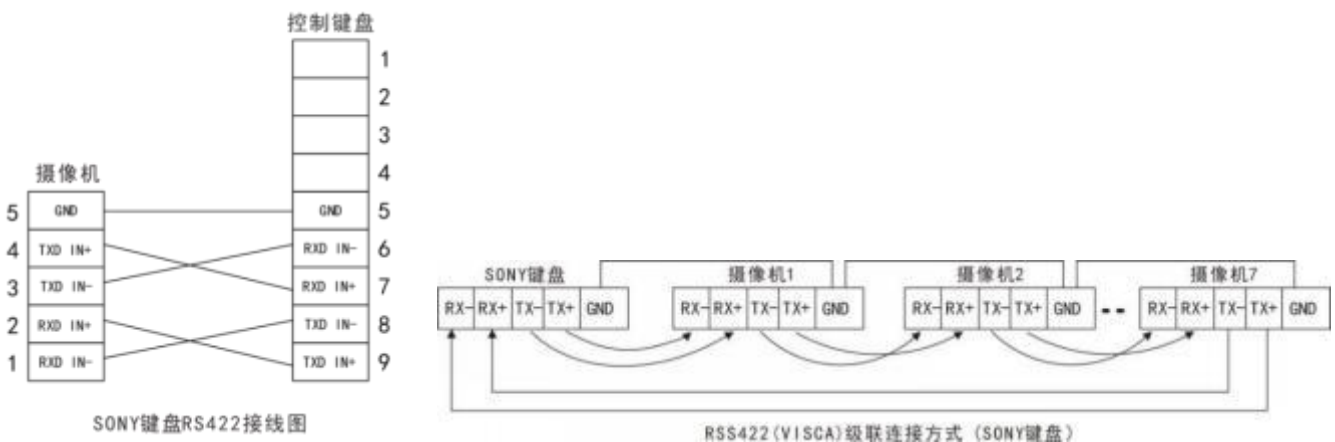 控制键盘
1
2
3
4
摄像机
5 GND GND 5
4 TXD IN+ RXD IN- 6
3 TXD IN- RXD IN+ 7
2 RXD IN+ TXD IN- 8
1 RXD IN- TXD IN+ 9
SONY键盘RS422接线图
SONY键盘 摄像机1 摄像机2 摄像机7
RX- RX+ TX- TX+ GND RX- RX+ TX- TX+ GND RX- RX+ TX- TX+ GND -- RX- RX+ TX- TX+ GND
RSS422(VISCA)级联连接方式 (SONY键盘)